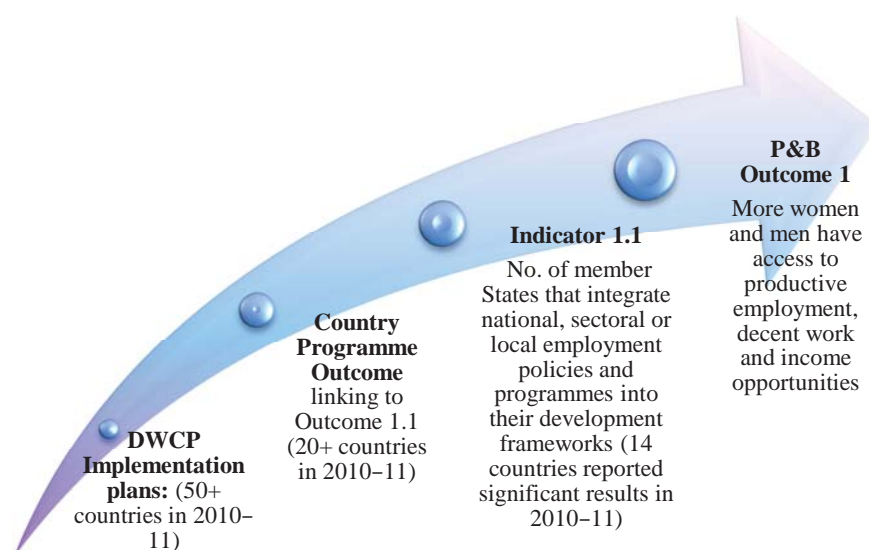 DWCP
Implementation
plans: (50+
countries in 2010–
11)
Country
Programme
Outcome
linking to
Outcome 1.1
(20+ countries
in 2010–11)
Indicator 1.1
No. of member
States that integrate
national, sectoral or
local employment
policies and
programmes into
their development
frameworks (14
countries reported
significant results in
2010–11)
P&B
Outcome 1
More women
and men have
access to
productive
employment,
decent work
and income
opportunities